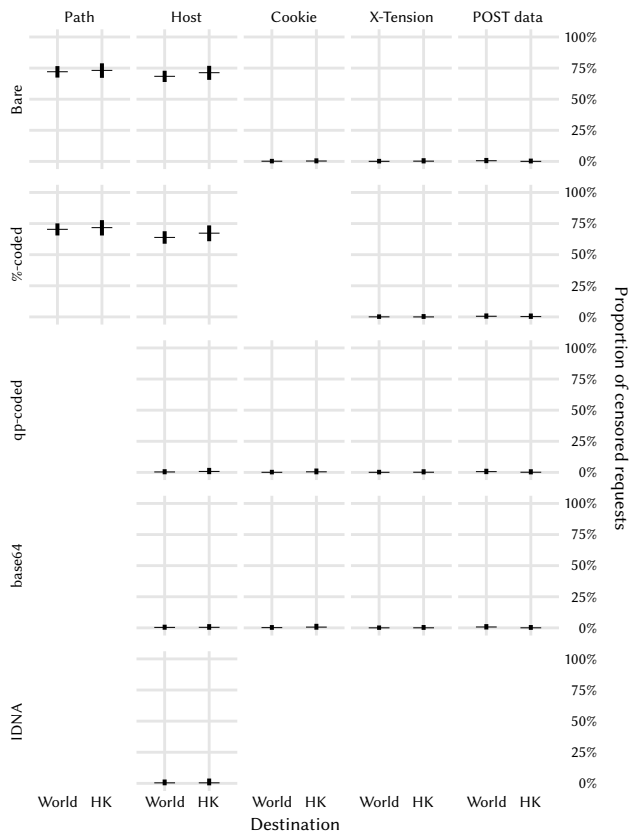 Path Host Cookie X-Tension POST data
Bare
100%
75%
50%
25%
0%
%-coded
100%
75%
50%
25%
0%
qp-coded
100%
75%
50%
25%
0%
base64
100%
75%
50%
25%
0%
IDNA
100%
75%
50%
25%
0%
World HK World HK World HK World HK World HK
Destination
Proportion of censored requests